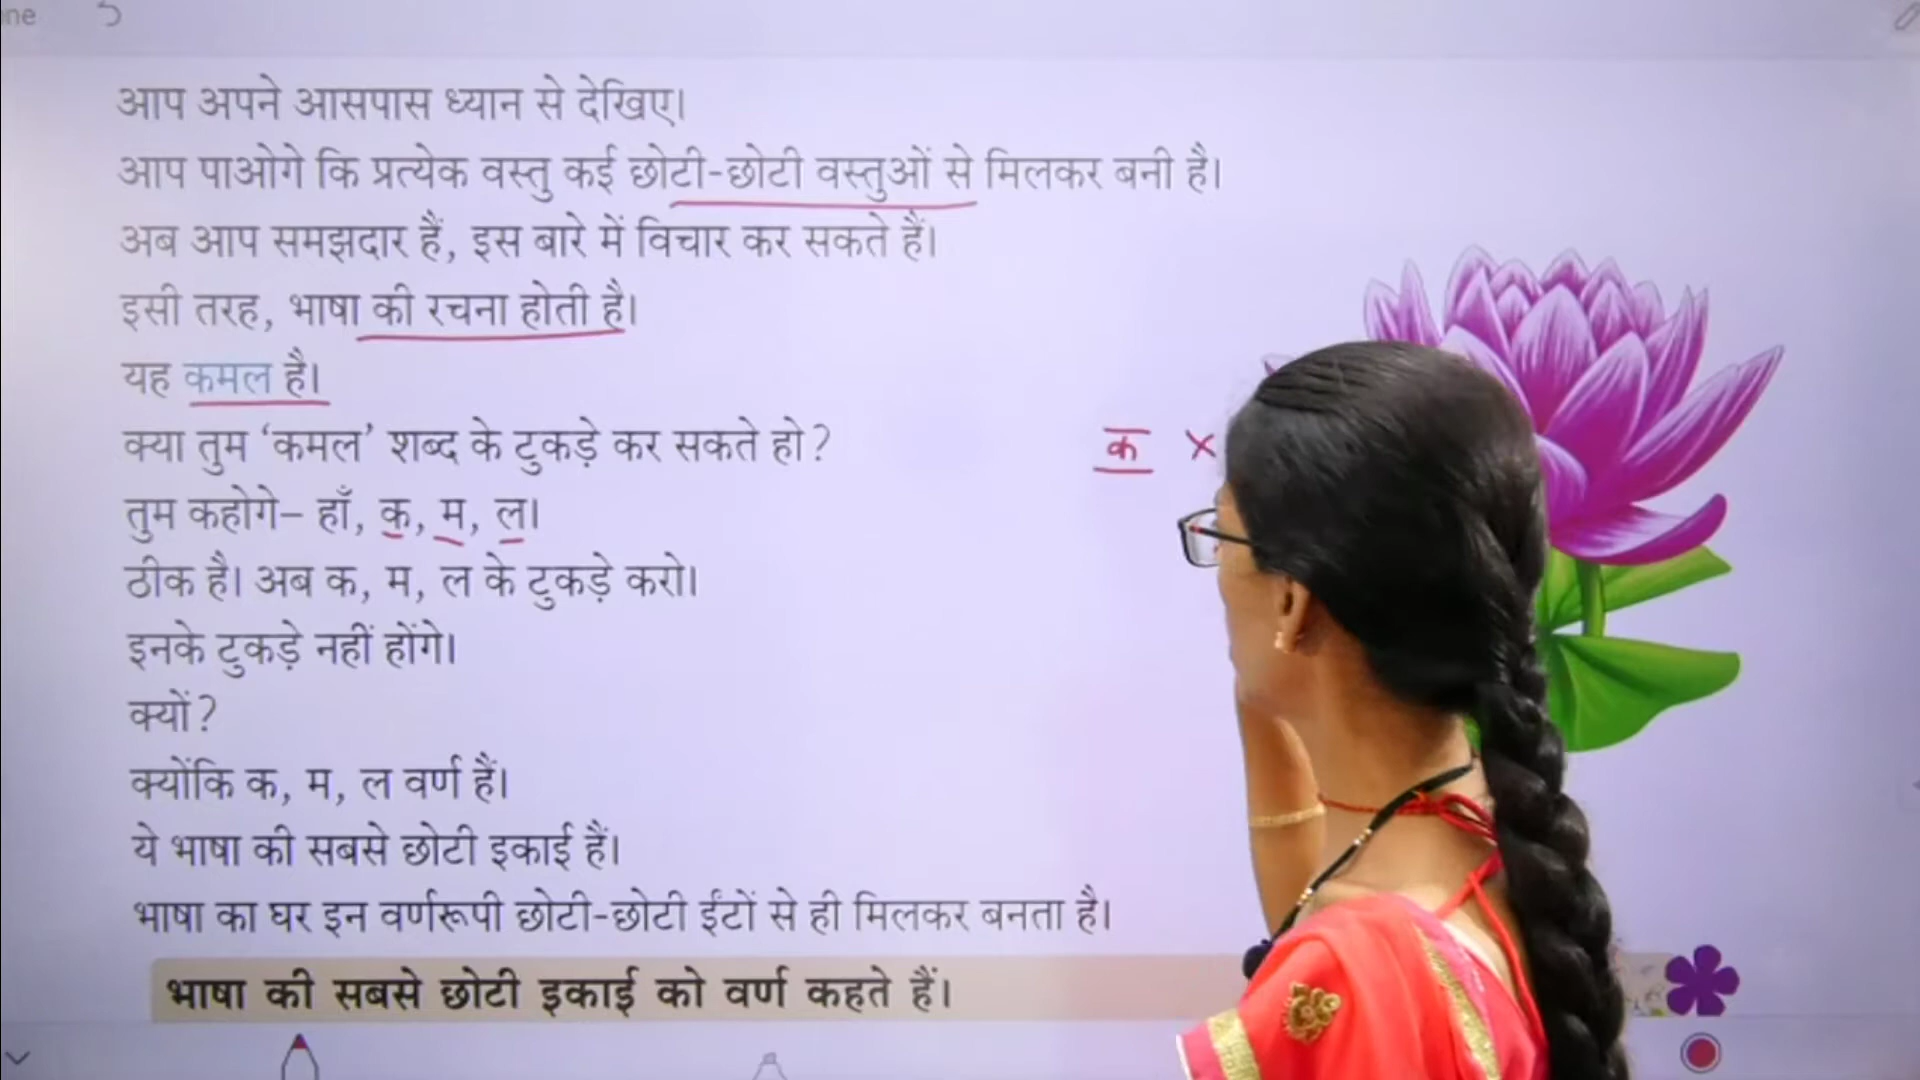 आप अपने आसपास ध्यान से देखिए।
आप पाओगे कि प्रत्येक वस्तु कई छोटी-छोटी वस्तुओं से मिलकर बनी है।
अब आप समझदार हैं, इस बारे में विचार कर सकते हैं।
इसी तरह, भाषा की रचना होती है।
यह कमल है।
क्या तुम ‘कमल’ शब्द के टुकड़े कर सकते हो?
क ×
तुम कहोगे– हाँ, क, म, ल।
ठीक है। अब क, म, ल के टुकड़े करो।
इनके टुकड़े नहीं होंगे।
क्यों?
क्योंकि क, म, ल वर्ण हैं।
ये भाषा की सबसे छोटी इकाई हैं।
भाषा का घर इन वर्णरूपी छोटी-छोटी ईंटों से ही मिलकर बनता है।
भाषा की सबसे छोटी इकाई को वर्ण कहते हैं।